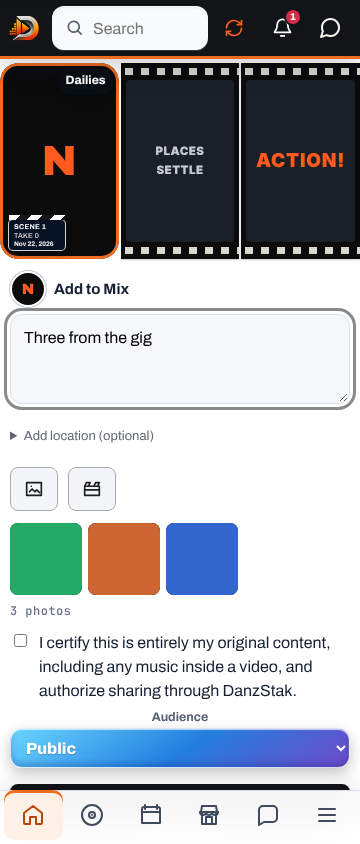 Search
1
Dailies
N
SCENE 1
TAKE 0
Nov 22, 2026
PLACES
SETTLE
ACTION!
N
Add to Mix
Three from the gig
Add location (optional)
3 photos
I certify this is entirely my original content,
including any music inside a video, and
authorize sharing through DanzStak.
Audience
Public